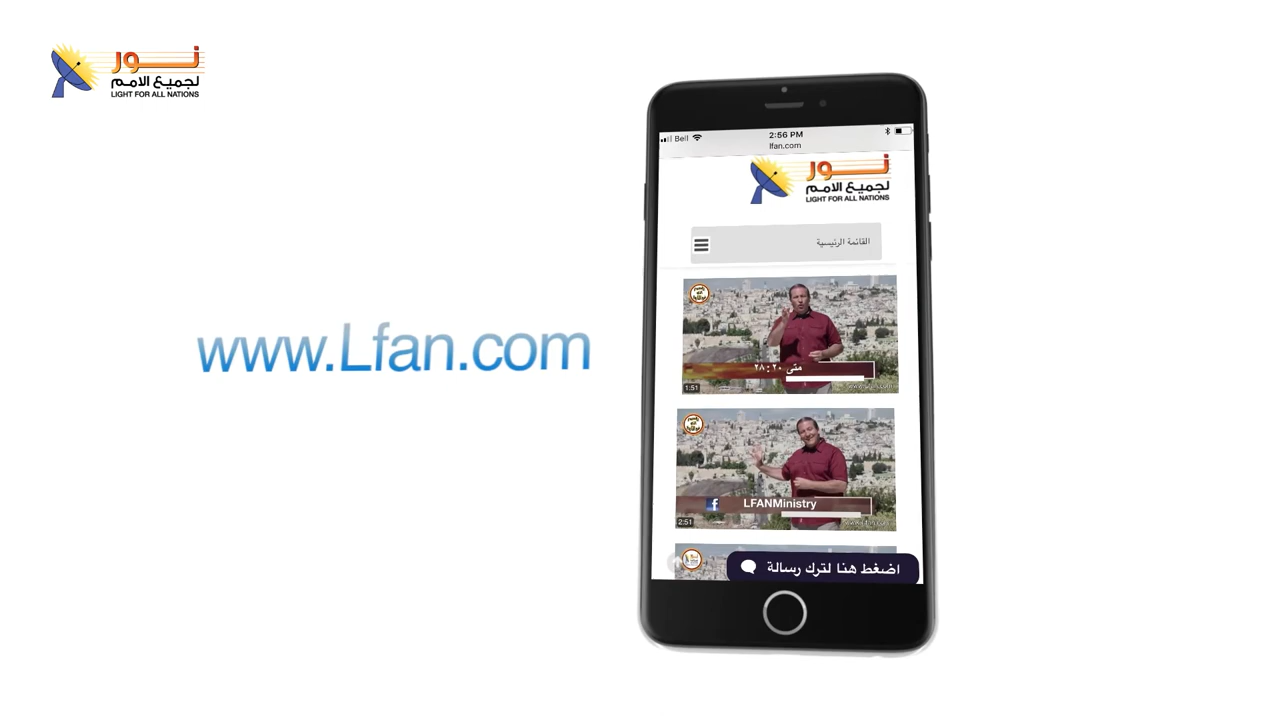 نور
لجميع الامم
LIGHT FOR ALL NATIONS
www.Lfan.com
Bell
2:56 PM
lfan.com
نور
لجميع الامم
LIGHT FOR ALL NATIONS
القائمة الرئيسية
متى ٢٠ : ٢٨
1:51
LFANMinistry
2:51
اضغط هنا لترك رسالة